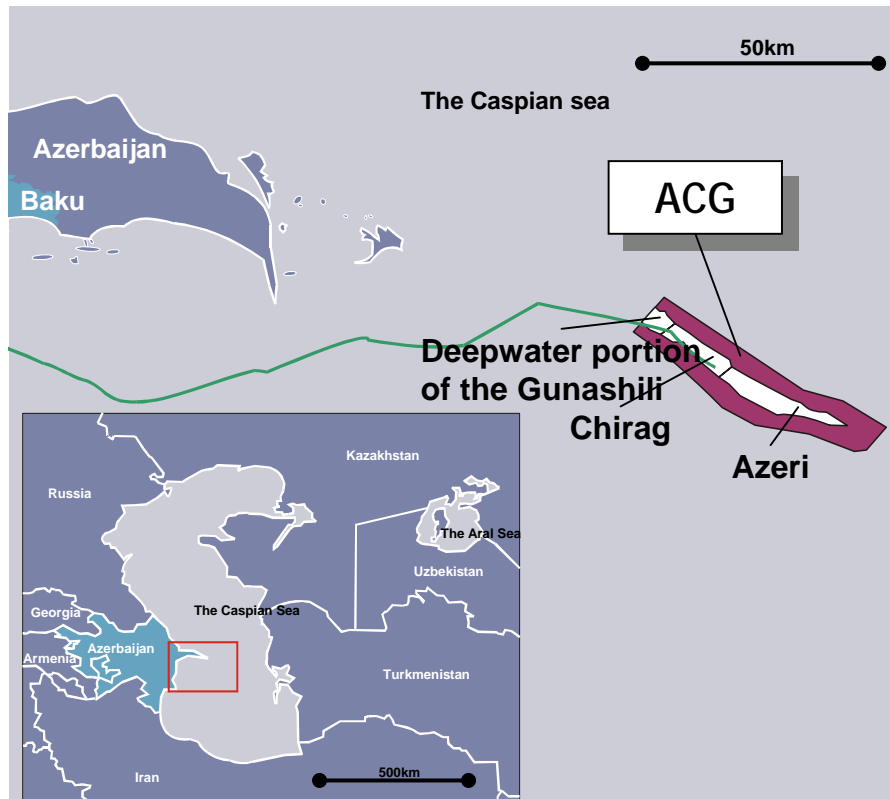 50km
The Caspian sea
Azerbaijan
Baku
ACG
Deepwater portion
of the Gunashili
Chirag
Azeri
Kazakhstan
Russia
The Aral Sea
Uzbekistan
Georgia
The Caspian Sea
Azerbaijan
Armenia
Turkmenistan
Iran
500km